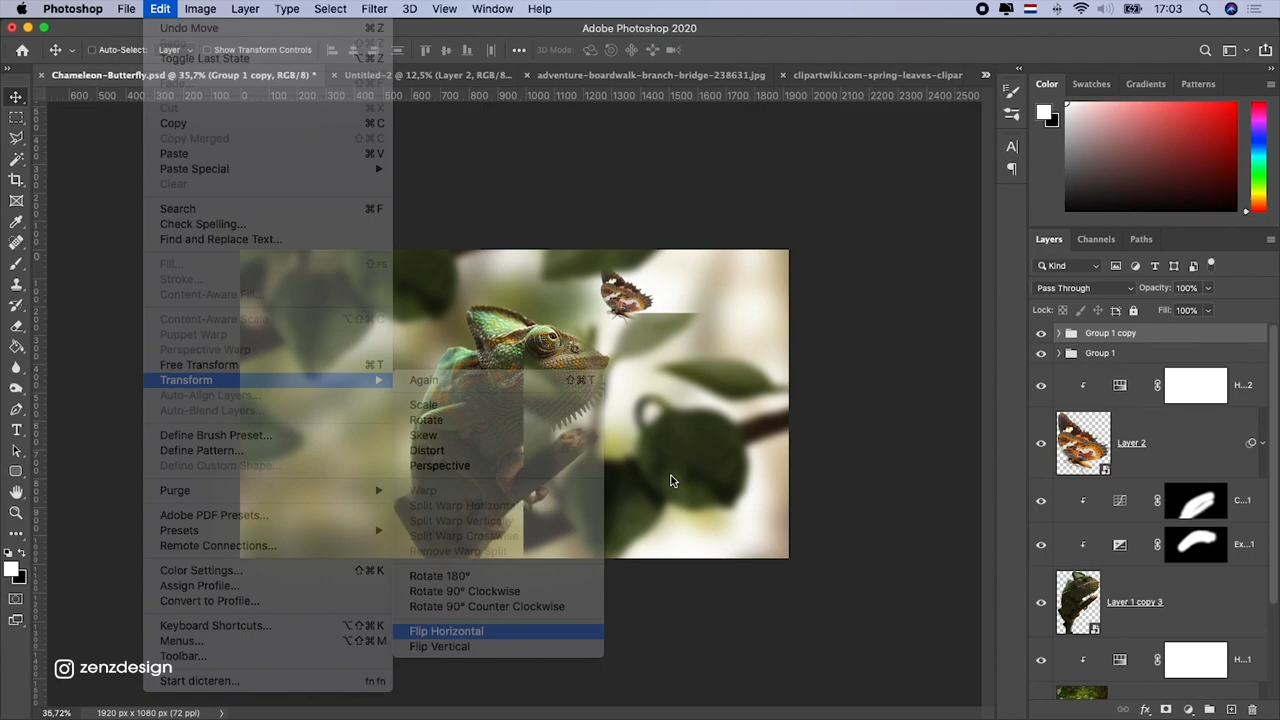 Photoshop File Edit Image Layer Type Select Filter 3D View Window Help 17:03
Adobe Photoshop 2020
Auto-Select: Layer Show Transform Controls 3D Mode:
Chameleon-Butterfly.psd @ 35,7% (Group 1 copy, RGB/8) * Untitled-2 @ 12,5% (Layer 2, RGB/8... adventure-boardwalk-branch-bridge-238631.jpg clipartwiki.com-spring-leaves-clipar
600 500 400 300 200 100 0 500 600 700 800 900 1000 1100 1200 1300 1400 1500 1600 1700 1800 1900 2000 2100 2200 2300 2400 2500
Undo Move ⌘Z
Redo
Toggle Last State ⌥⇧⌘Z
Cut ⌘X
Copy ⌘C
Copy Merged ⇧⌘C
Paste ⌘V
Paste Special
Clear
Search ⌘F
Check Spelling...
Find and Replace Text...
Fill... ⇧F5
Stroke...
Content-Aware Fill...
Content-Aware Scale ⌥⇧⌘C
Puppet Warp
Perspective Warp
Free Transform ⌘T
Transform
Auto-Align Layers...
Auto-Blend Layers...
Define Brush Preset...
Define Pattern...
Define Custom Shape...
Purge
Adobe PDF Presets...
Presets
Remote Connections...
Color Settings... ⇧⌘K
Assign Profile...
Convert to Profile...
Keyboard Shortcuts... ⌥⇧⌘K
Menus... ⌥⇧⌘M
Toolbar...
Start dicteren... fn fn
Again ⇧⌘T
Scale
Rotate
Skew
Distort
Perspective
Warp
Split Warp Horizontal
Split Warp Vertically
Split Warp Crosswise
Remove Warp Split
Rotate 180°
Rotate 90° Clockwise
Rotate 90° Counter Clockwise
Flip Horizontal
Flip Vertical
Color Swatches Gradients Patterns
Layers Channels Paths
Kind
Pass Through Opacity: 100%
Lock: Fill: 100%
Group 1 copy
Group 1
H...2
Layer 2
C...1
Ex...1
Layer 1 copy 3
H...1
zenzdesign
35,72% 1920 px x 1080 px (72 ppi)